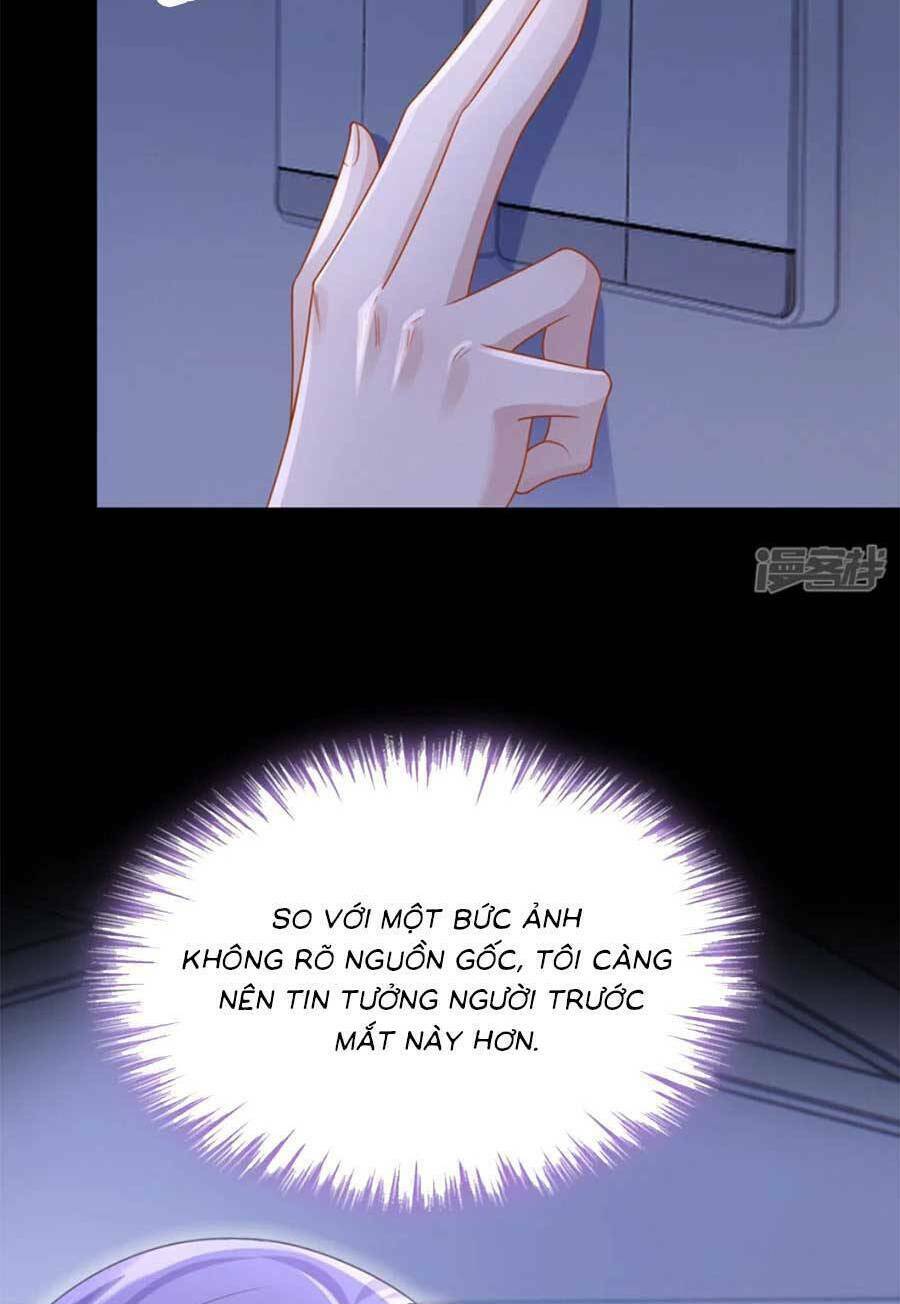 漫客栈
SO VỚI MỘT BỨC ẢNH
KHÔNG RÕ NGUỒN GỐC, TÔI CÀNG
NÊN TIN TƯỞNG NGƯỜI TRƯỚC
MẮT NÀY HƠN.